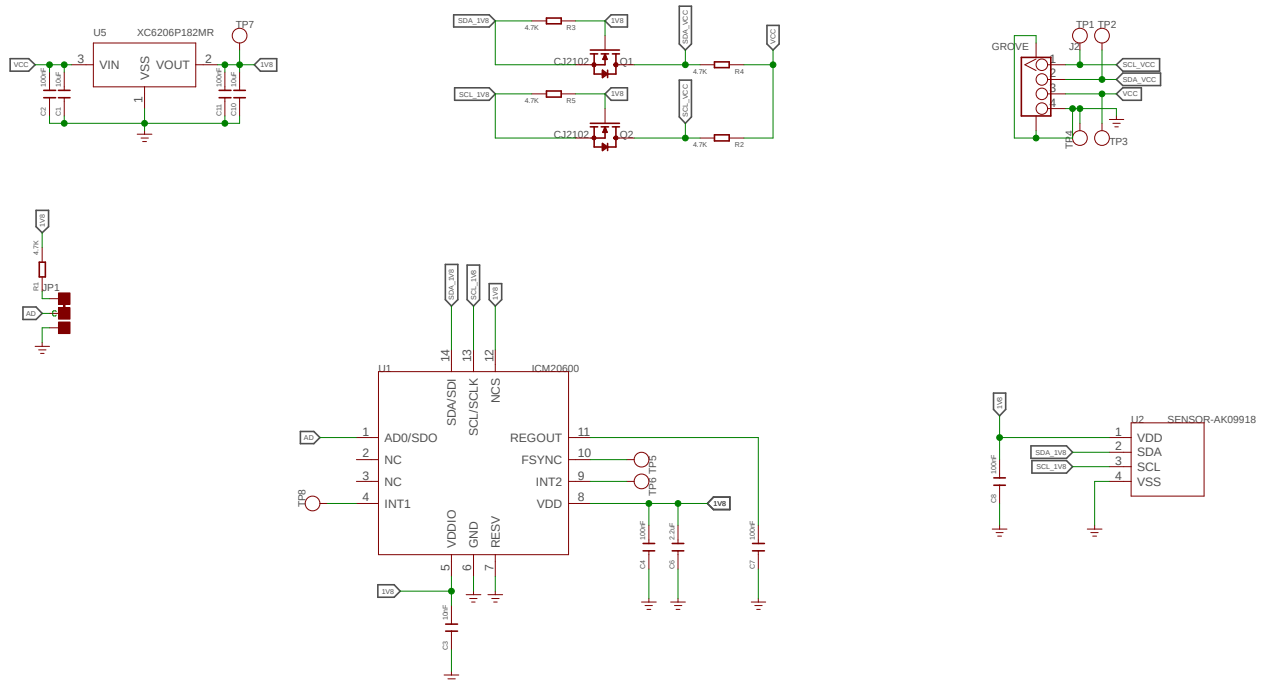 U5 XC6206P182MR TP7
VCC 3 VIN VSS VOUT 2 1V8
1
100nF 10uF 100nF 10uF
C2 C1 C11 C10
SDA_1V8 4.7K R3 1V8 SDA_VCC VCC
CJ2102 Q1 4.7K R4
SCL_1V8 4.7K R5 1V8 SCL_VCC
CJ2102 Q2 4.7K R2
TP1 TP2
GROVE J2
1 SCL_VCC
2 SDA_VCC
3 VCC
4
TP4 TP3
1V8
4.7K
R1 JP1
AD C
SDA_1V8 SCL_1V8 1V8
14 13 12
U1 ICM20600
SDA/SDI SCL/SCLK NCS
AD 1 AD0/SDO REGOUT 11
2 NC FSYNC 10 TP5
3 NC INT2 9 TP6
TP8 4 INT1 VDD 8 1V8
VDDIO GND RESV
5 6 7
100nF 2.2uF 100nF
C4 C6 C7
1V8
10nF
C3
1V8
U2 SENSOR-AK09918
1 VDD
SDA_1V8 2 SDA
SCL_1V8 3 SCL
4 VSS
100nF
C8